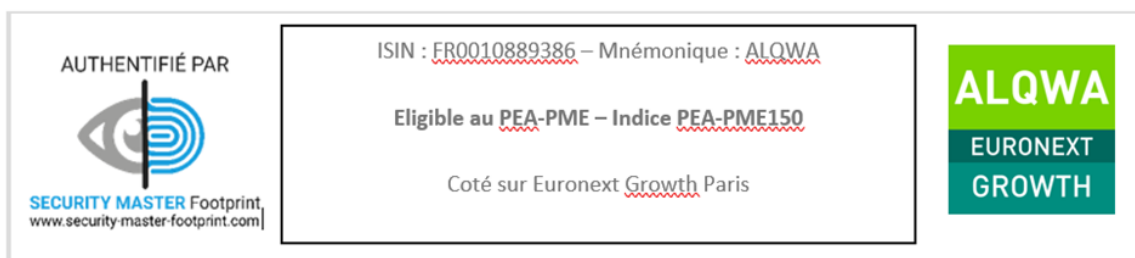 AUTHENTIFIÉ PAR
SECURITY MASTER Footprint
www.security-master-footprint.com
ISIN : FR0010889386 – Mnémonique : ALQWA
Eligible au PEA-PME – Indice PEA-PME150
Coté sur Euronext Growth Paris
ALQWA
EURONEXT
GROWTH